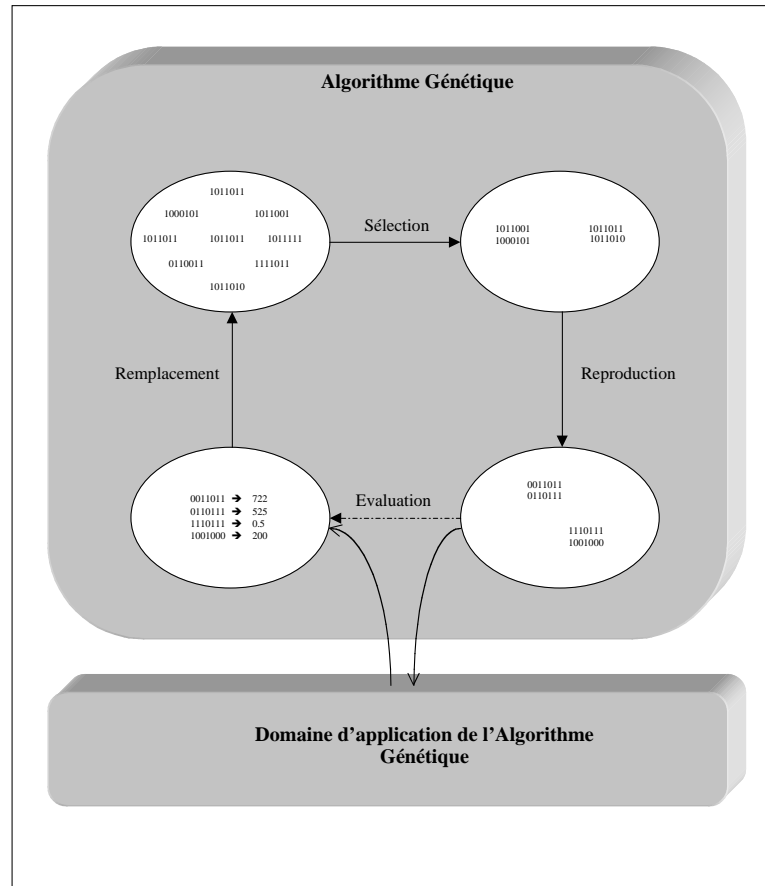 Algorithme Génétique
1011011
1000101 1011001
1011011 1011011 1011111
0110011 1111011
1011010
Sélection
1011001 1011011
1000101 1011010
Remplacement
Reproduction
0011011 ➔ 722
0110111 ➔ 525
1110111 ➔ 0.5
1001000 ➔ 200
Evaluation
0011011
0110111
1110111
1001000
Domaine d’application de l’Algorithme
Génétique